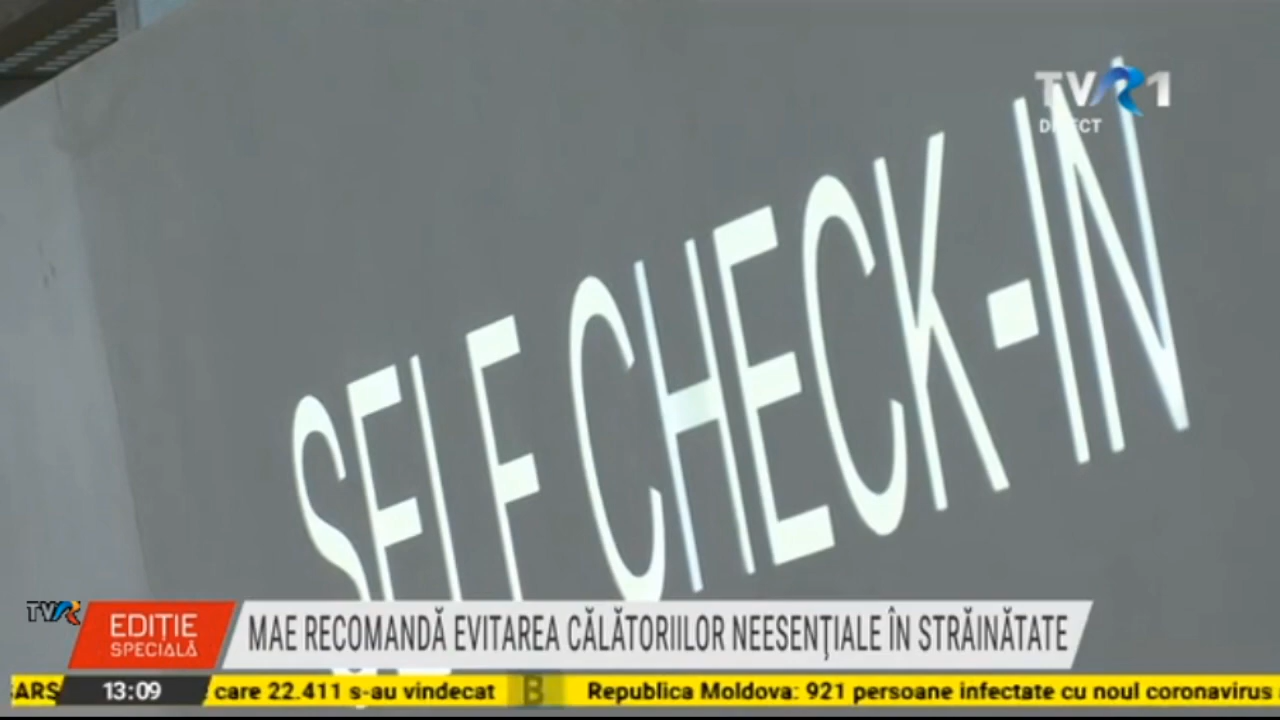 TVR1
DIRECT
SELF CHECK-IN
TVR
EDIȚIE
SPECIALĂ
MAE RECOMANDĂ EVITAREA CĂLĂTORIILOR NEESENȚIALE ÎN STRĂINĂTATE
13:09
care 22.411 s-au vindecat
Republica Moldova: 921 persoane infectate cu noul coronavirus